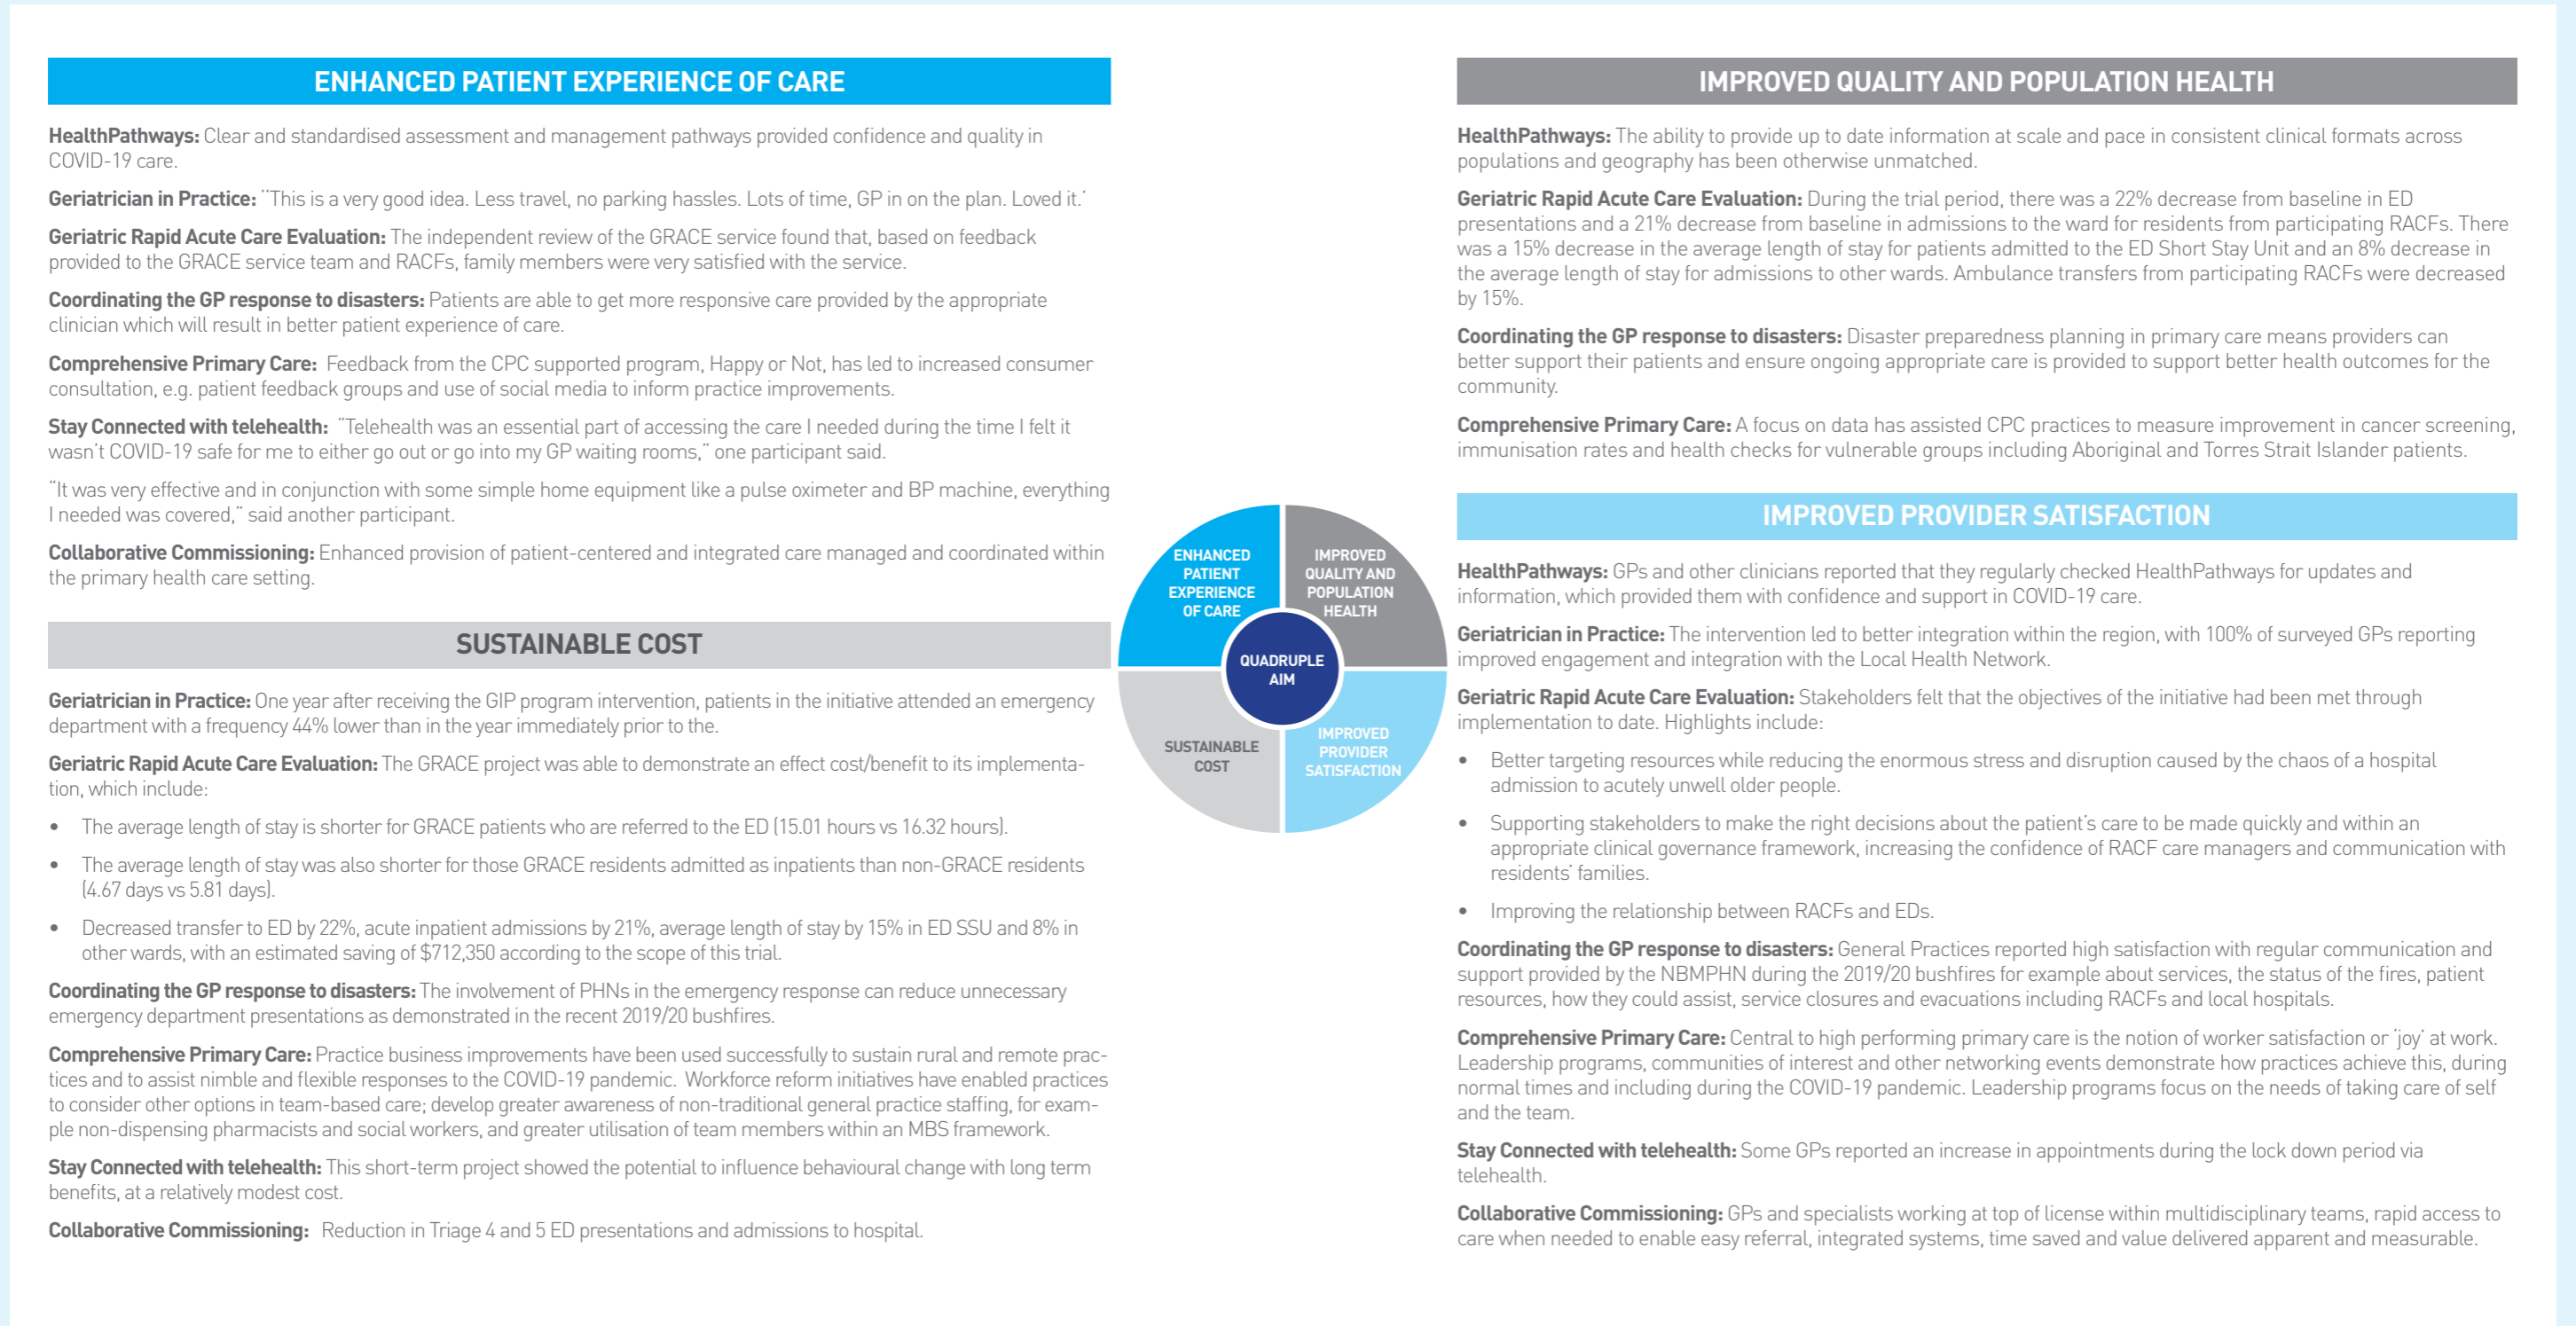 ENHANCED PATIENT EXPERIENCE OF CARE
HealthPathways: Clear and standardised assessment and management pathways provided confidence and quality in
COVID-19 care.
Geriatrician in Practice: ¨This is a very good idea. Less travel, no parking hassles. Lots of time, GP in on the plan. Loved it.’
Geriatric Rapid Acute Care Evaluation: The independent review of the GRACE service found that, based on feedback
provided to the GRACE service team and RACFs, family members were very satisfied with the service.
Coordinating the GP response to disasters: Patients are able to get more responsive care provided by the appropriate
clinician which will result in better patient experience of care.
Comprehensive Primary Care: Feedback from the CPC supported program, Happy or Not, has led to increased consumer
consultation, e.g. patient feedback groups and use of social media to inform practice improvements.
Stay Connected with telehealth: “Telehealth was an essential part of accessing the care I needed during the time I felt it
wasn’t COVID-19 safe for me to either go out or go into my GP waiting rooms,” one participant said.
“It was very effective and in conjunction with some simple home equipment like a pulse oximeter and BP machine, everything
I needed was covered,” said another participant.
Collaborative Commissioning: Enhanced provision of patient-centered and integrated care managed and coordinated within
the primary health care setting.
SUSTAINABLE COST
Geriatrician in Practice: One year after receiving the GIP program intervention, patients in the initiative attended an emergency
department with a frequency 44% lower than in the year immediately prior to the.
Geriatric Rapid Acute Care Evaluation: The GRACE project was able to demonstrate an effect cost/benefit to its implementa-
tion, which include:
• The average length of stay is shorter for GRACE patients who are referred to the ED (15.01 hours vs 16.32 hours).
• The average length of stay was also shorter for those GRACE residents admitted as inpatients than non-GRACE residents
(4.67 days vs 5.81 days).
• Decreased transfer to ED by 22%, acute inpatient admissions by 21%, average length of stay by 15% in ED SSU and 8% in
other wards, with an estimated saving of $712,350 according to the scope of this trial.
Coordinating the GP response to disasters: The involvement of PHNs in the emergency response can reduce unnecessary
emergency department presentations as demonstrated in the recent 2019/20 bushfires.
Comprehensive Primary Care: Practice business improvements have been used successfully to sustain rural and remote prac-
tices and to assist nimble and flexible responses to the COVID-19 pandemic. Workforce reform initiatives have enabled practices
to consider other options in team-based care; develop greater awareness of non-traditional general practice staffing, for exam-
ple non-dispensing pharmacists and social workers, and greater utilisation of team members within an MBS framework.
Stay Connected with telehealth: This short-term project showed the potential to influence behavioural change with long term
benefits, at a relatively modest cost.
Collaborative Commissioning: Reduction in Triage 4 and 5 ED presentations and admissions to hospital.
ENHANCED
PATIENT
EXPERIENCE
OF CARE
IMPROVED
QUALITY AND
POPULATION
HEALTH
QUADRUPLE
AIM
SUSTAINABLE
COST
IMPROVED
PROVIDER
SATISFACTION
IMPROVED QUALITY AND POPULATION HEALTH
HealthPathways: The ability to provide up to date information at scale and pace in consistent clinical formats across
populations and geography has been otherwise unmatched.
Geriatric Rapid Acute Care Evaluation: During the trial period, there was a 22% decrease from baseline in ED
presentations and a 21% decrease from baseline in admissions to the ward for residents from participating RACFs. There
was a 15% decrease in the average length of stay for patients admitted to the ED Short Stay Unit and an 8% decrease in
the average length of stay for admissions to other wards. Ambulance transfers from participating RACFs were decreased
by 15%.
Coordinating the GP response to disasters: Disaster preparedness planning in primary care means providers can
better support their patients and ensure ongoing appropriate care is provided to support better health outcomes for the
community.
Comprehensive Primary Care: A focus on data has assisted CPC practices to measure improvement in cancer screening,
immunisation rates and health checks for vulnerable groups including Aboriginal and Torres Strait Islander patients.
IMPROVED PROVIDER SATISFACTION
HealthPathways: GPs and other clinicians reported that they regularly checked HealthPathways for updates and
information, which provided them with confidence and support in COVID-19 care.
Geriatrician in Practice: The intervention led to better integration within the region, with 100% of surveyed GPs reporting
improved engagement and integration with the Local Health Network.
Geriatric Rapid Acute Care Evaluation: Stakeholders felt that the objectives of the initiative had been met through
implementation to date. Highlights include:
• Better targeting resources while reducing the enormous stress and disruption caused by the chaos of a hospital
admission to acutely unwell older people.
• Supporting stakeholders to make the right decisions about the patient’s care to be made quickly and within an
appropriate clinical governance framework, increasing the confidence of RACF care managers and communication with
residents’ families.
• Improving the relationship between RACFs and EDs.
Coordinating the GP response to disasters: General Practices reported high satisfaction with regular communication and
support provided by the NBMPHN during the 2019/20 bushfires for example about services, the status of the fires, patient
resources, how they could assist, service closures and evacuations including RACFs and local hospitals.
Comprehensive Primary Care: Central to high performing primary care is the notion of worker satisfaction or ‘joy’ at work.
Leadership programs, communities of interest and other networking events demonstrate how practices achieve this, during
normal times and including during the COVID-19 pandemic. Leadership programs focus on the needs of taking care of self
and the team.
Stay Connected with telehealth: Some GPs reported an increase in appointments during the lock down period via
telehealth.
Collaborative Commissioning: GPs and specialists working at top of license within multidisciplinary teams, rapid access to
care when needed to enable easy referral, integrated systems, time saved and value delivered apparent and measurable.